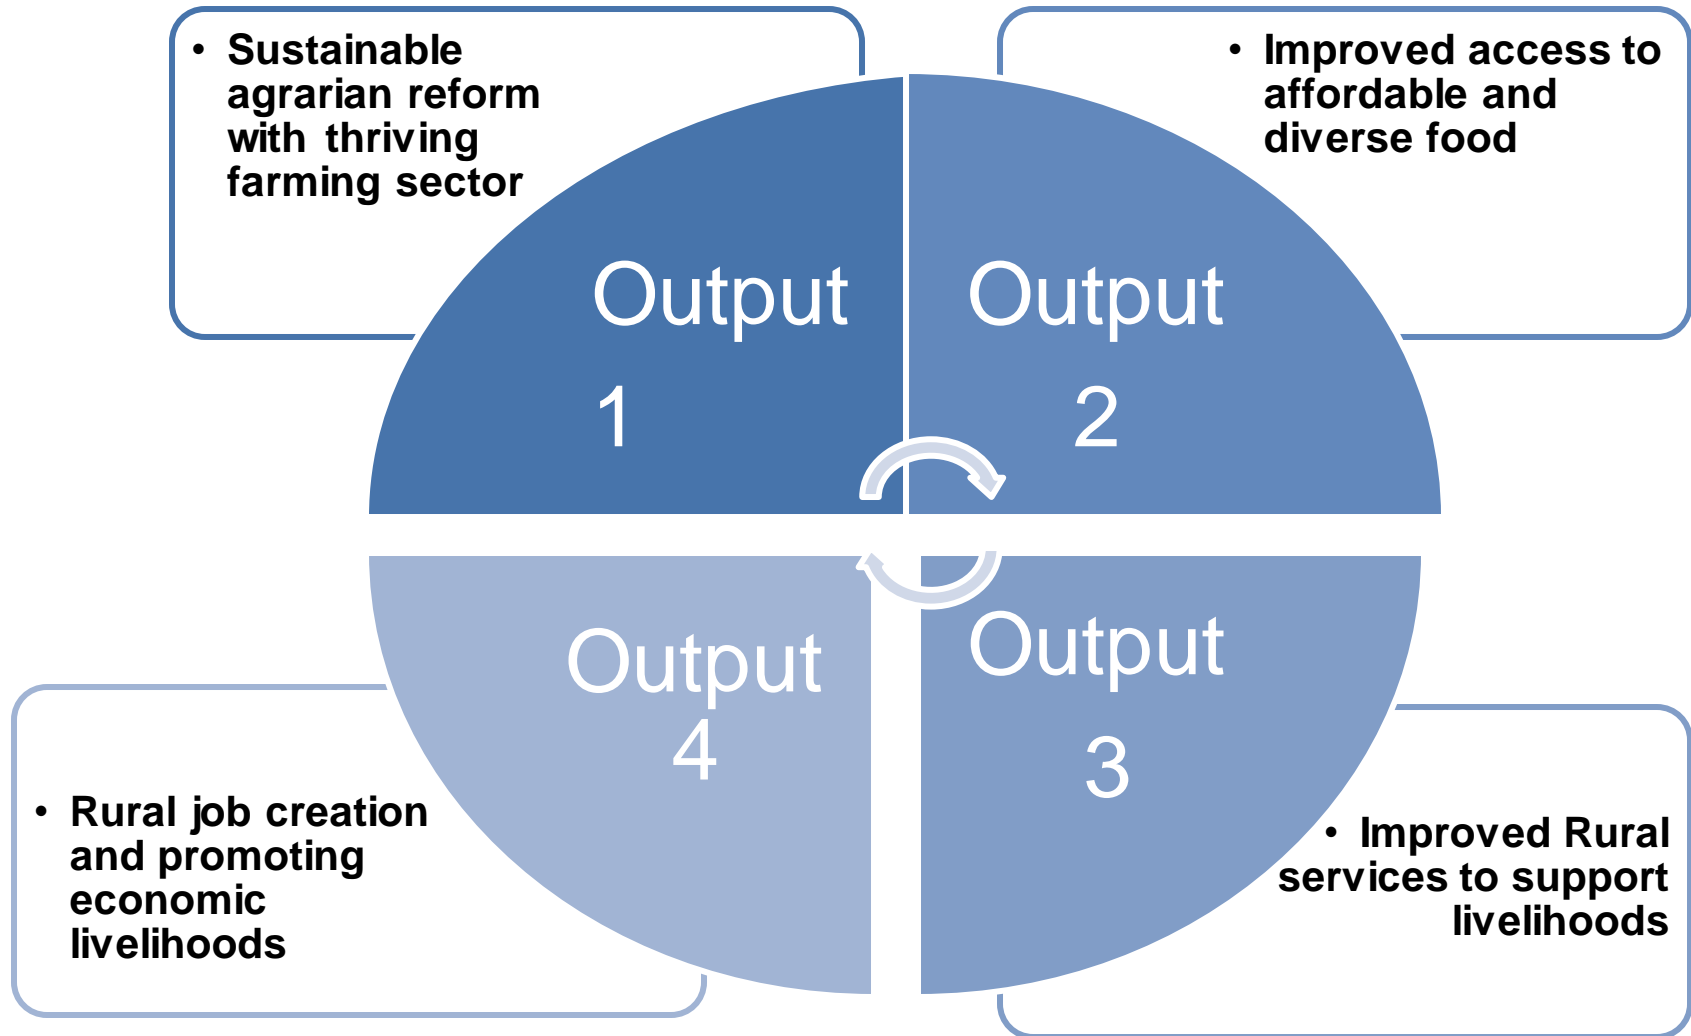 • Sustainable
agrarian reform
with thriving
farming sector
• Improved access to
affordable and
diverse food
Output
1
Output
2
Output
4
Output
3
• Rural job creation
and promoting
economic
livelihoods
• Improved Rural
services to support
livelihoods